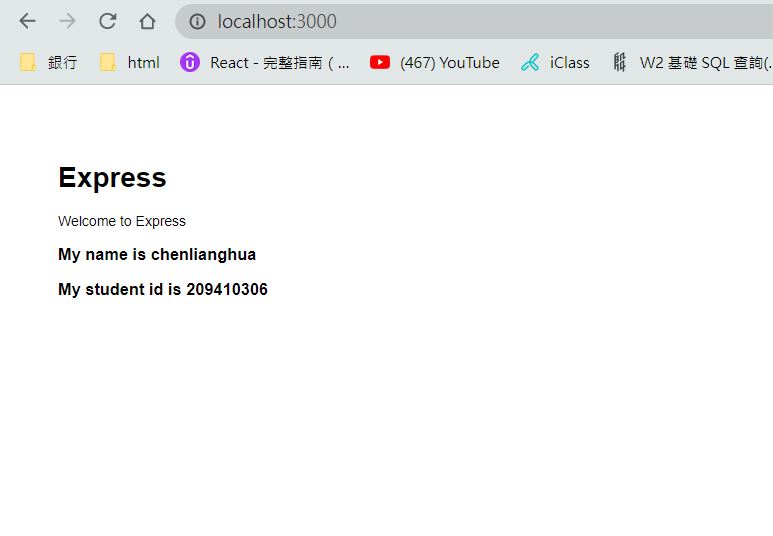 localhost:3000
銀行 html React - 完整指南 ( ... (467) YouTube iClass W2 基礎 SQL 查詢(..
Express
Welcome to Express
My name is chenlianghua
My student id is 209410306